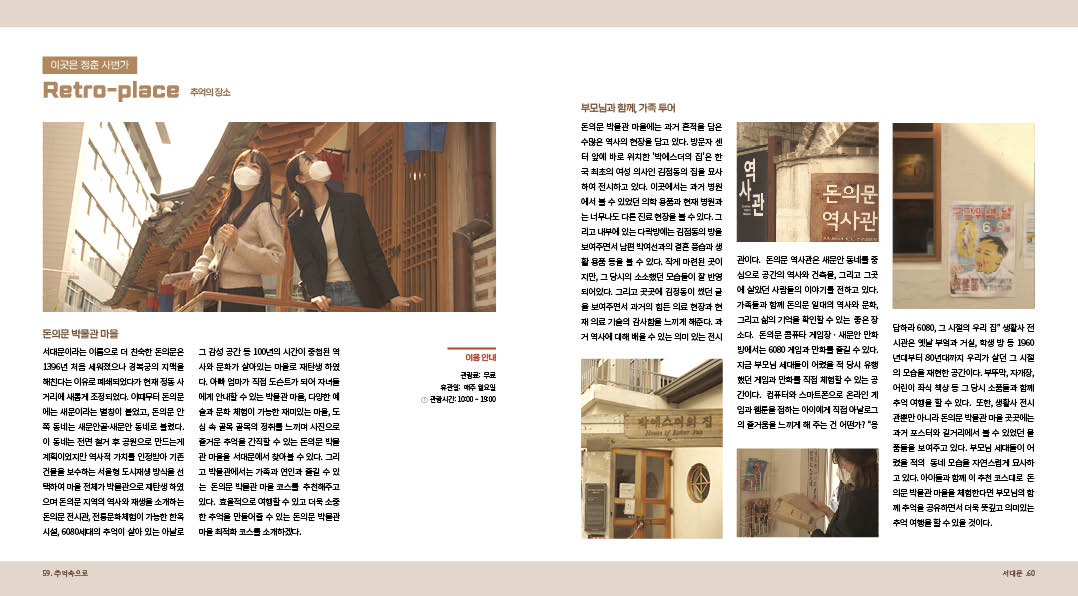 이곳은 청춘 사변가
Retro-place 추억의 장소
돈의문 박물관 마을
서대문이라는 이름으로 더 친숙한 돈의문은
1396년 처음 세워졌으나 경복궁의 지맥을
해친다는 이유로 폐쇄되었다가 현재 정동 사
거리에 새롭게 조성되었다. 이때부터 돈의문
에는 새문이라는 별칭이 붙었고, 돈의문 안
쪽 동네는 새문안골·새문안 동네로 불렸다.
이 동네는 전면 철거 후 공원으로 만드는게
계획이었지만 역사적 가치를 인정받아 기존
건물을 보수하는 서울형 도시재생 방식을 선
택하여 마을 전체가 박물관으로 재탄생 하였
으며 돈의문 지역의 역사와 재생을 소개하는
돈의문 전시관, 전통문화체험이 가능한 한옥
시설, 6080세대의 추억이 살아 있는 아날로
그 감성 공간 등 100년의 시간이 중첩된 역
사와 문화가 살아있는 마을로 재탄생 하였
다. 아빠 엄마가 직접 도슨트가 되어 자녀들
에게 안내할 수 있는 박물관 마을, 다양한 예
술과 문화 체험이 가능한 재미있는 마을, 도
심 속 골목 골목의 정취를 느끼며 사진으로
즐거운 추억을 간직할 수 있는 돈의문 박물
관 마을을 서대문에서 찾아볼 수 있다. 그리
고 박물관에서는 가족과 연인과 즐길 수 있
는 돈의문 박물관 마을 코스를 추천해주고
있다. 효율적으로 여행할 수 있고 더욱 소중
한 추억을 만들어줄 수 있는 돈의문 박물관
마을 최적화 코스를 소개하겠다.
이용 안내
관람료: 무료
휴관일: 매주 월요일
관람시간: 10:00 ~ 19:00
59. 추억속으로
부모님과 함께, 가족 투어
돈의문 박물관 마을에는 과거 흔적을 담은
수많은 역사의 현장을 담고 있다. 방문자 센
터 앞에 바로 위치한 '박에스더의 집'은 한
국 최초의 여성 의사인 김점동의 집을 묘사
하여 전시하고 있다. 이곳에서는 과거 병원
에서 볼 수 있었던 의학 용품과 현재 병원과
는 너무나도 다른 진료 현장을 볼 수 있다. 그
리고 내부에 있는 다락방에는 김점동의 방을
보여주면서 남편 박여선과의 결혼 풍습과 생
활 용품 등을 볼 수 있다. 작게 마련된 곳이
지만, 그 당시의 소소했던 모습들이 잘 반영
되어있다. 그리고 곳곳에 김점동이 썼던 글
을 보여주면서 과거의 힘든 의료 현장과 현
재 의료 기술의 감사함을 느끼게 해준다. 과
거 역사에 대해 배울 수 있는 의미 있는 전시
박에스더의 집
House of Esther Park
역사관
돈의문
역사관
관이다. 돈의문 역사관은 새문안 동네를 중
심으로 공간의 역사와 건축물, 그리고 그곳
에 살았던 사람들의 이야기를 전하고 있다.
가족들과 함께 돈의문 일대의 역사와 문화,
그리고 삶의 기억을 확인할 수 있는 좋은 장
소다. 돈의문 콤퓨타 게임장·새문안 만화
방에서는 6080 게임과 만화를 즐길 수 있다.
지금 부모님 세대들이 어렸을 적 당시 유행
했던 게임과 만화를 직접 체험할 수 있는 공
간이다. 컴퓨터와 스마트폰으로 온라인 게
임과 웹툰을 접하는 아이에게 직접 아날로그
의 즐거움을 느끼게 해 주는 건 어떤가? "응
담하라 6080, 그 시절의 우리 집" 생활사 전
시관은 옛날 부엌과 거실, 학생 방 등 1960
년대부터 80년대까지 우리가 살던 그 시절
의 모습을 재현한 공간이다. 부뚜막, 자개장,
어린이 좌식 책상 등 그 당시 소품들과 함께
추억 여행을 할 수 있다. 또한, 생활사 전시
관뿐만 아니라 돈의문 박물관 마을 곳곳에는
과거 포스터와 길거리에서 볼 수 있었던 물
품들을 보여주고 있다. 부모님 세대들이 어
렸을 적의 동네 모습을 자연스럽게 묘사하
고 있다. 아이들과 함께 이 추천 코스대로 돈
의문 박물관 마을을 체험한다면 부모님의 함
께 추억을 공유하면서 더욱 뜻깊고 의미있는
추억 여행을 할 수 있을 것이다.
서대문 .60